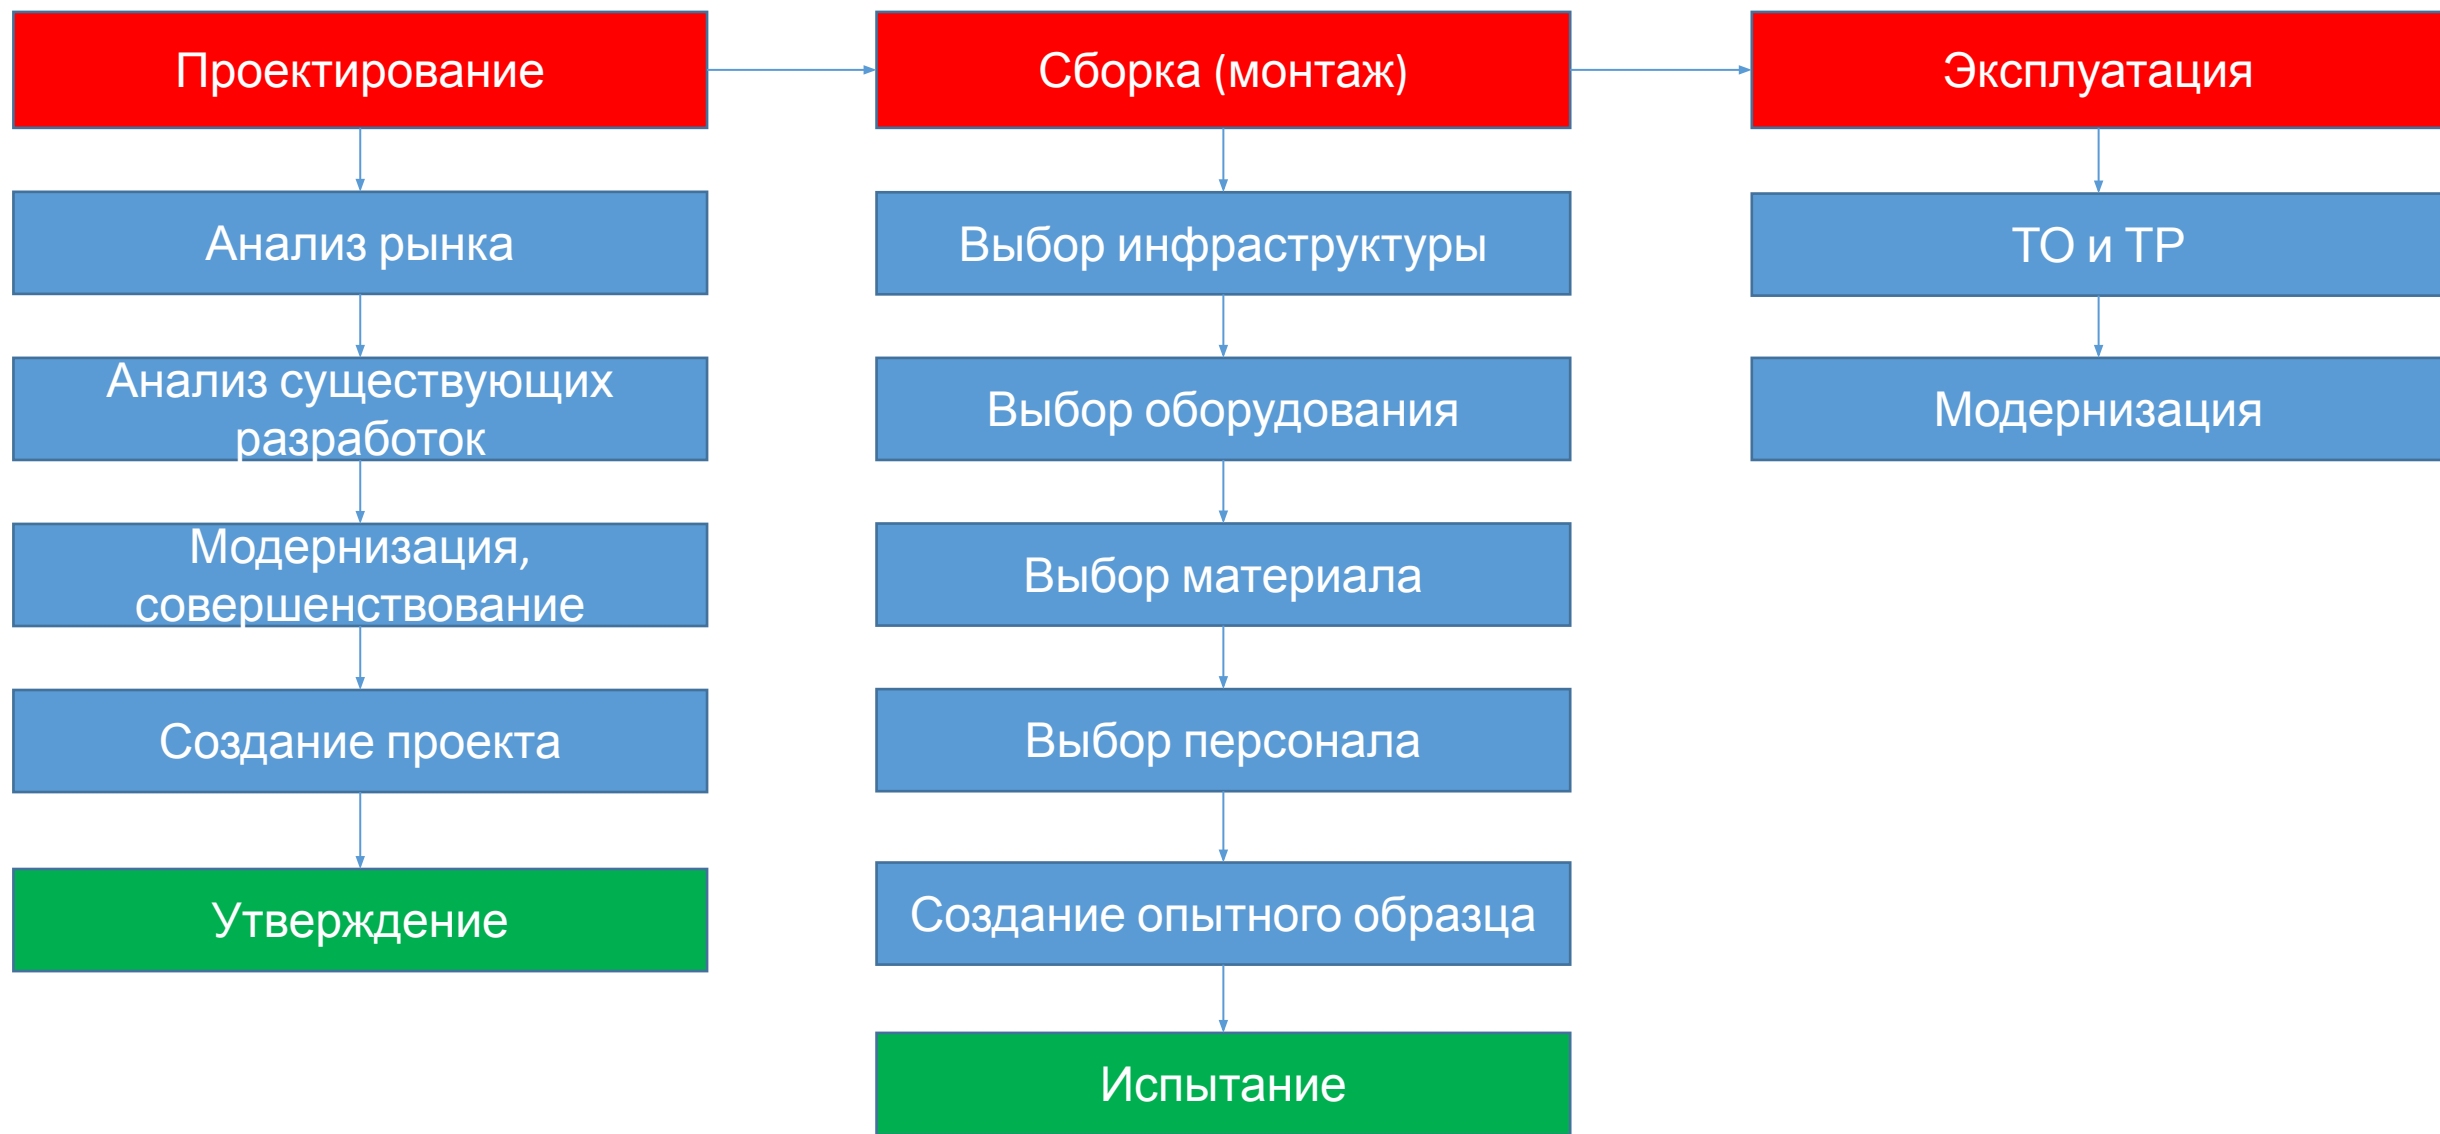 Проектирование
Анализ рынка
Анализ существующих
разработок
Модернизация,
совершенствование
Создание проекта
Утверждение
Сборка (монтаж)
Выбор инфраструктуры
Выбор оборудования
Выбор материала
Выбор персонала
Создание опытного образца
Испытание
Эксплуатация
ТО и ТР
Модернизация